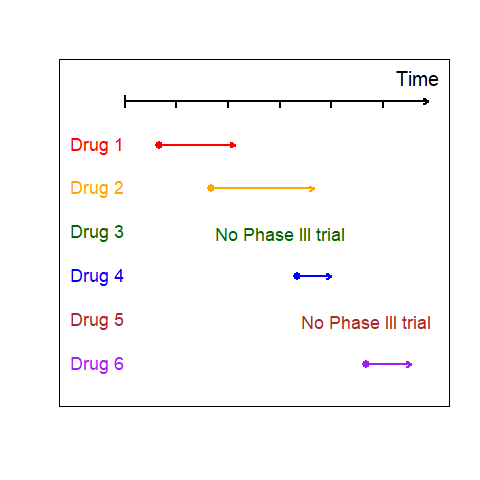 Time
Drug 1
Drug 2
Drug 3 No Phase III trial
Drug 4
Drug 5 No Phase III trial
Drug 6